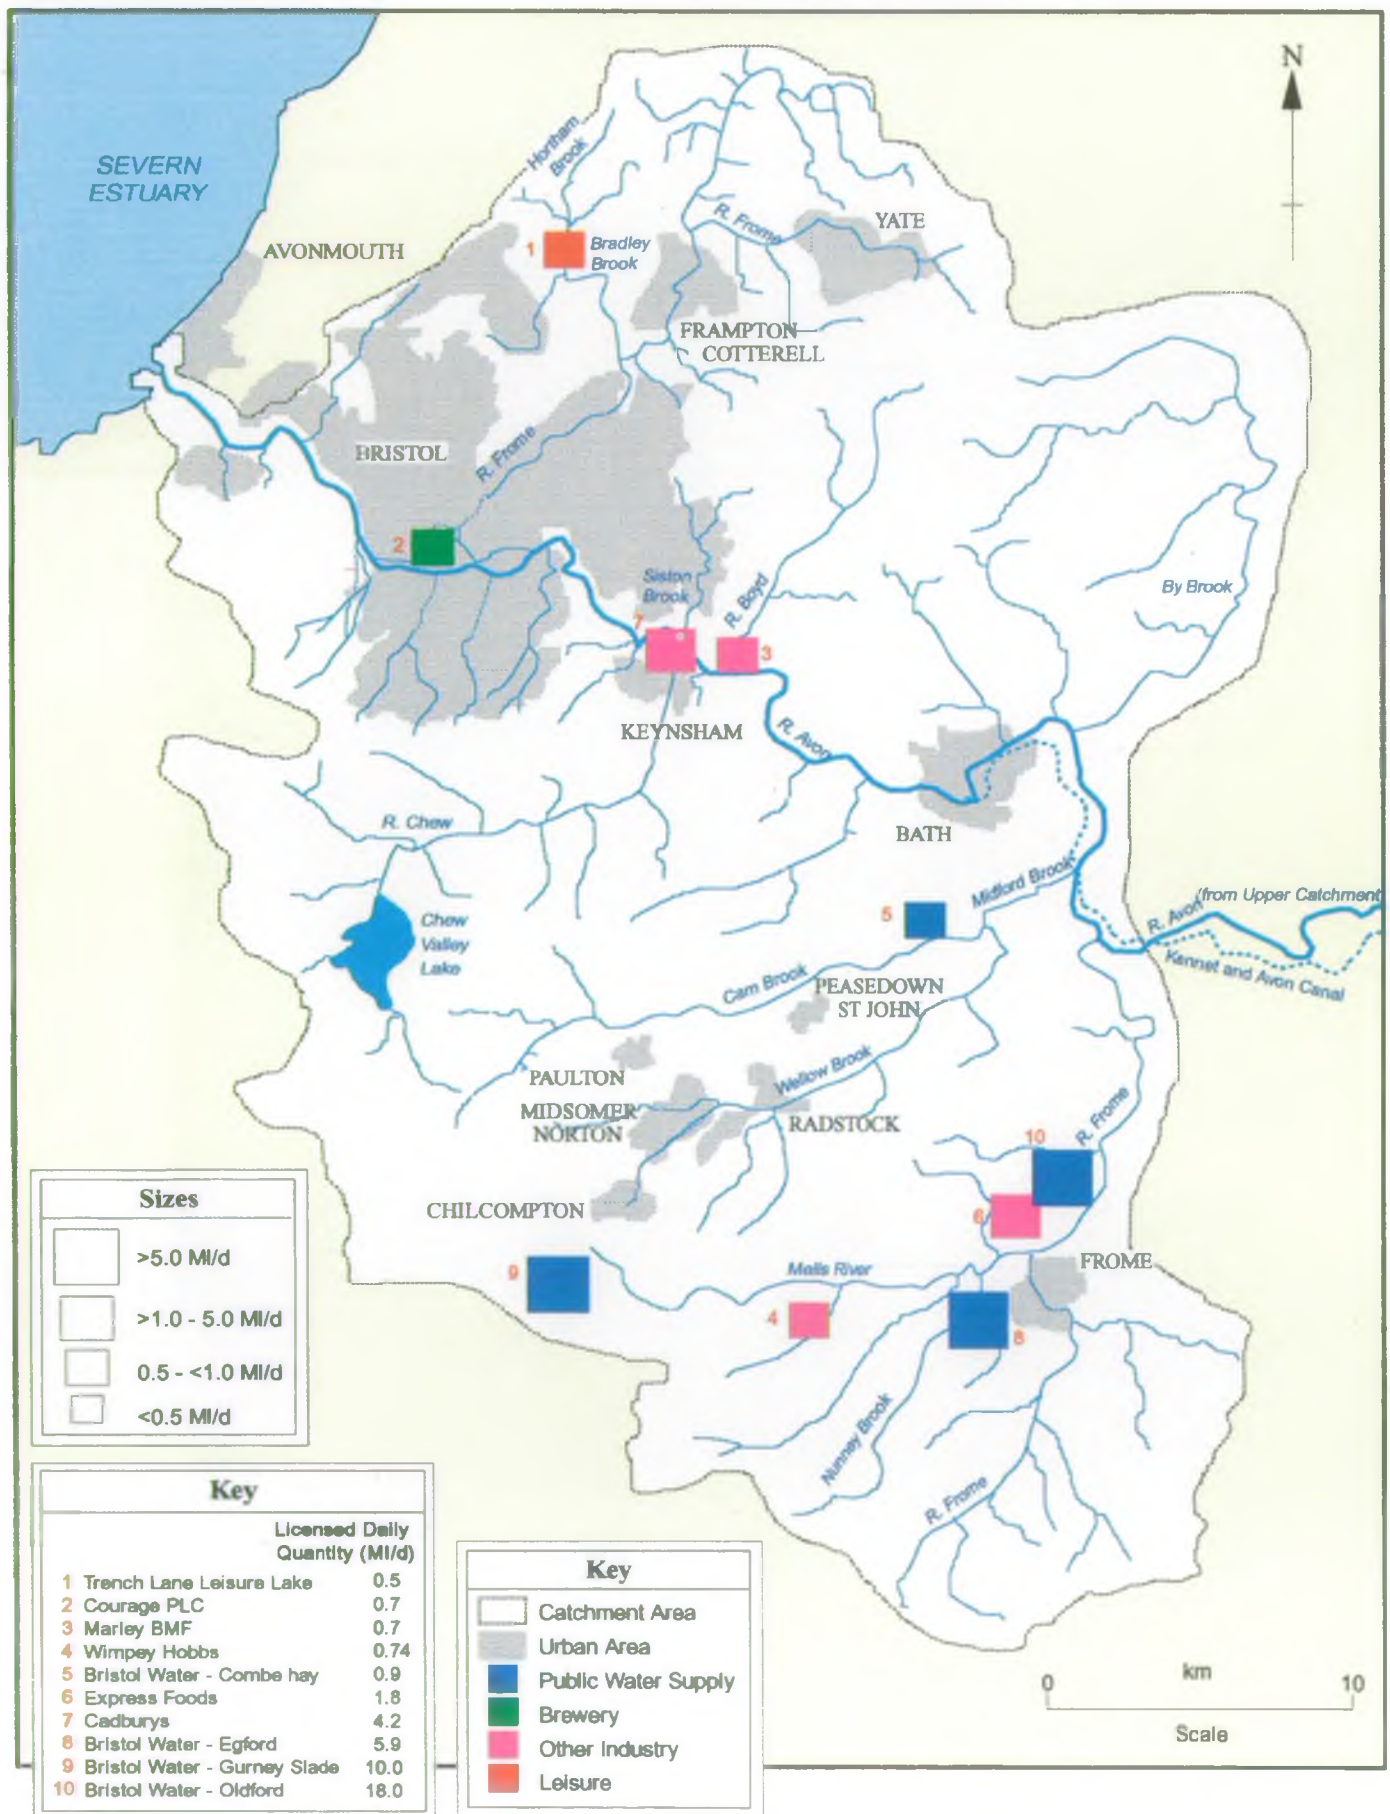 N
SEVERN
ESTUARY
Hortham
Brook
AVONMOUTH
1
Bradley
Brook
R. Frome
YATE
FRAMPTON
COTTERELL
BRISTOL
R. Frome
2
Siston
Brook
R. Boyd
By Brook
7
3
KEYNSHAM
R. Avon
R. Chew
BATH
Midford Brook
5
(from Upper Catchment
R. Avon
Kennet and Avon Canal
Chew
Valley
Lake
Cam Brook
PEASEDOWN
ST JOHN
PAULTON
Wellow Brook
MIDSOMER
NORTON
RADSTOCK
R. Frome
10
CHILCOMPTON
6
9
Mells River
FROME
4
8
Nunney Brook
R. Frome
Sizes
>5.0 Ml/d
>1.0 - 5.0 Ml/d
0.5 - <1.0 Ml/d
<0.5 Ml/d
Key
Licensed Daily
Quantity (Ml/d)
1 Trench Lane Leisure Lake 0.5
2 Courage PLC 0.7
3 Marley BMF 0.7
4 Wimpey Hobbs 0.74
5 Bristol Water - Combe hay 0.9
6 Express Foods 1.8
7 Cadburys 4.2
8 Bristol Water - Egford 5.9
9 Bristol Water - Gurney Slade 10.0
10 Bristol Water - Oldford 18.0
Key
Catchment Area
Urban Area
Public Water Supply
Brewery
Other Industry
Leisure
km
0 10
Scale